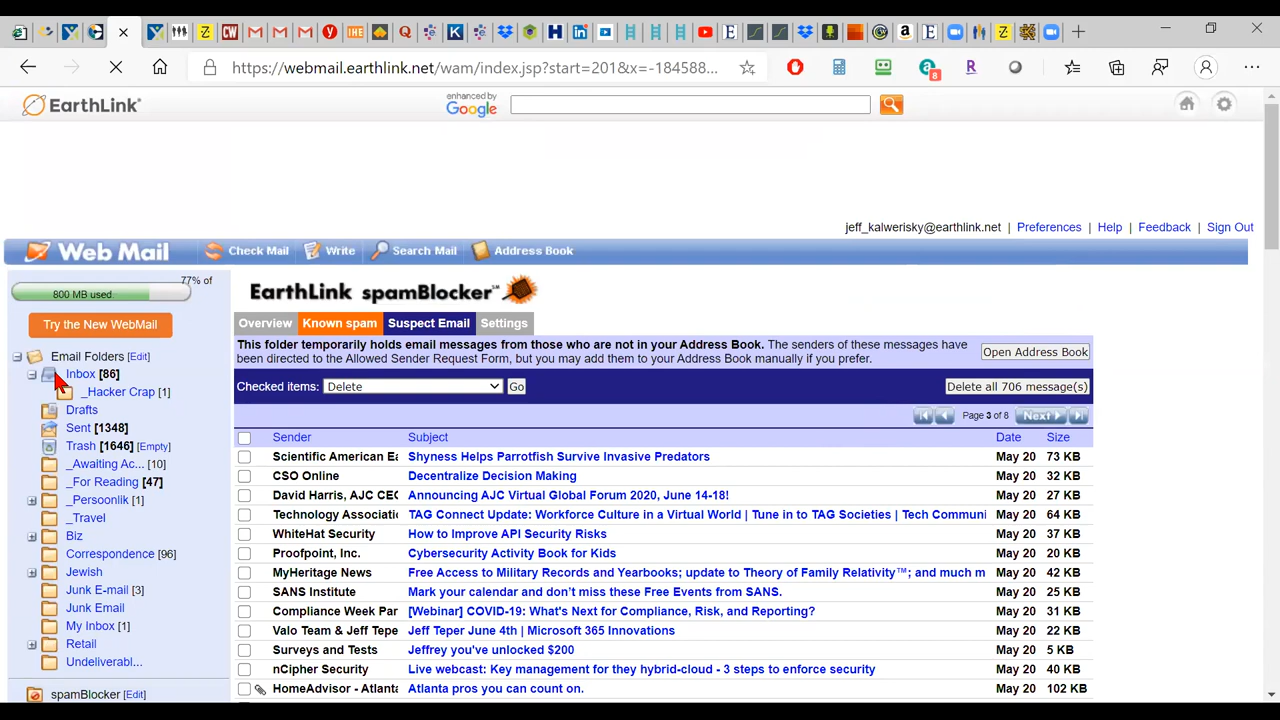 https://webmail.earthlink.net/wam/index.jsp?start=201&x=-184588...
8
EarthLink
enhanced by
Google
jeff_kalwerisky@earthlink.net | Preferences | Help | Feedback | Sign Out
Web Mail Check Mail Write Search Mail Address Book
77% of
800 MB used.
Try the New WebMail
Email Folders [Edit]
Inbox [86]
_Hacker Crap [1]
Drafts
Sent [1348]
Trash [1646] [Empty]
_Awaiting Ac... [10]
_For Reading [47]
_Persoonlik [1]
_Travel
Biz
Correspondence [96]
Jewish
Junk E-mail [3]
Junk Email
My Inbox [1]
Retail
Undeliverabl...
spamBlocker [Edit]
EarthLink spamBlocker
Overview Known spam Suspect Email Settings
This folder temporarily holds email messages from those who are not in your Address Book. The senders of these messages have
been directed to the Allowed Sender Request Form, but you may add them to your Address Book manually if you prefer.
Open Address Book
Checked items: Delete Go Delete all 706 message(s)
Page 3 of 8 Next
Sender Subject Date Size
Scientific American Ea Shyness Helps Parrotfish Survive Invasive Predators May 20 73 KB
CSO Online Decentralize Decision Making May 20 32 KB
David Harris, AJC CEO Announcing AJC Virtual Global Forum 2020, June 14-18! May 20 27 KB
Technology Associati TAG Connect Update: Workforce Culture in a Virtual World | Tune in to TAG Societies | Tech Communi May 20 64 KB
WhiteHat Security How to Improve API Security Risks May 20 37 KB
Proofpoint, Inc. Cybersecurity Activity Book for Kids May 20 20 KB
MyHeritage News Free Access to Military Records and Yearbooks; update to Theory of Family Relativity™; and much m May 20 42 KB
SANS Institute Mark your calendar and don't miss these Free Events from SANS. May 20 25 KB
Compliance Week Par [Webinar] COVID-19: What's Next for Compliance, Risk, and Reporting? May 20 31 KB
Valo Team & Jeff Tepe Jeff Teper June 4th | Microsoft 365 Innovations May 20 22 KB
Surveys and Tests Jeffrey you've unlocked $200 May 20 5 KB
nCipher Security Live webcast: Key management for they hybrid-cloud - 3 steps to enforce security May 20 40 KB
HomeAdvisor - Atlanta Atlanta pros you can count on. May 20 102 KB